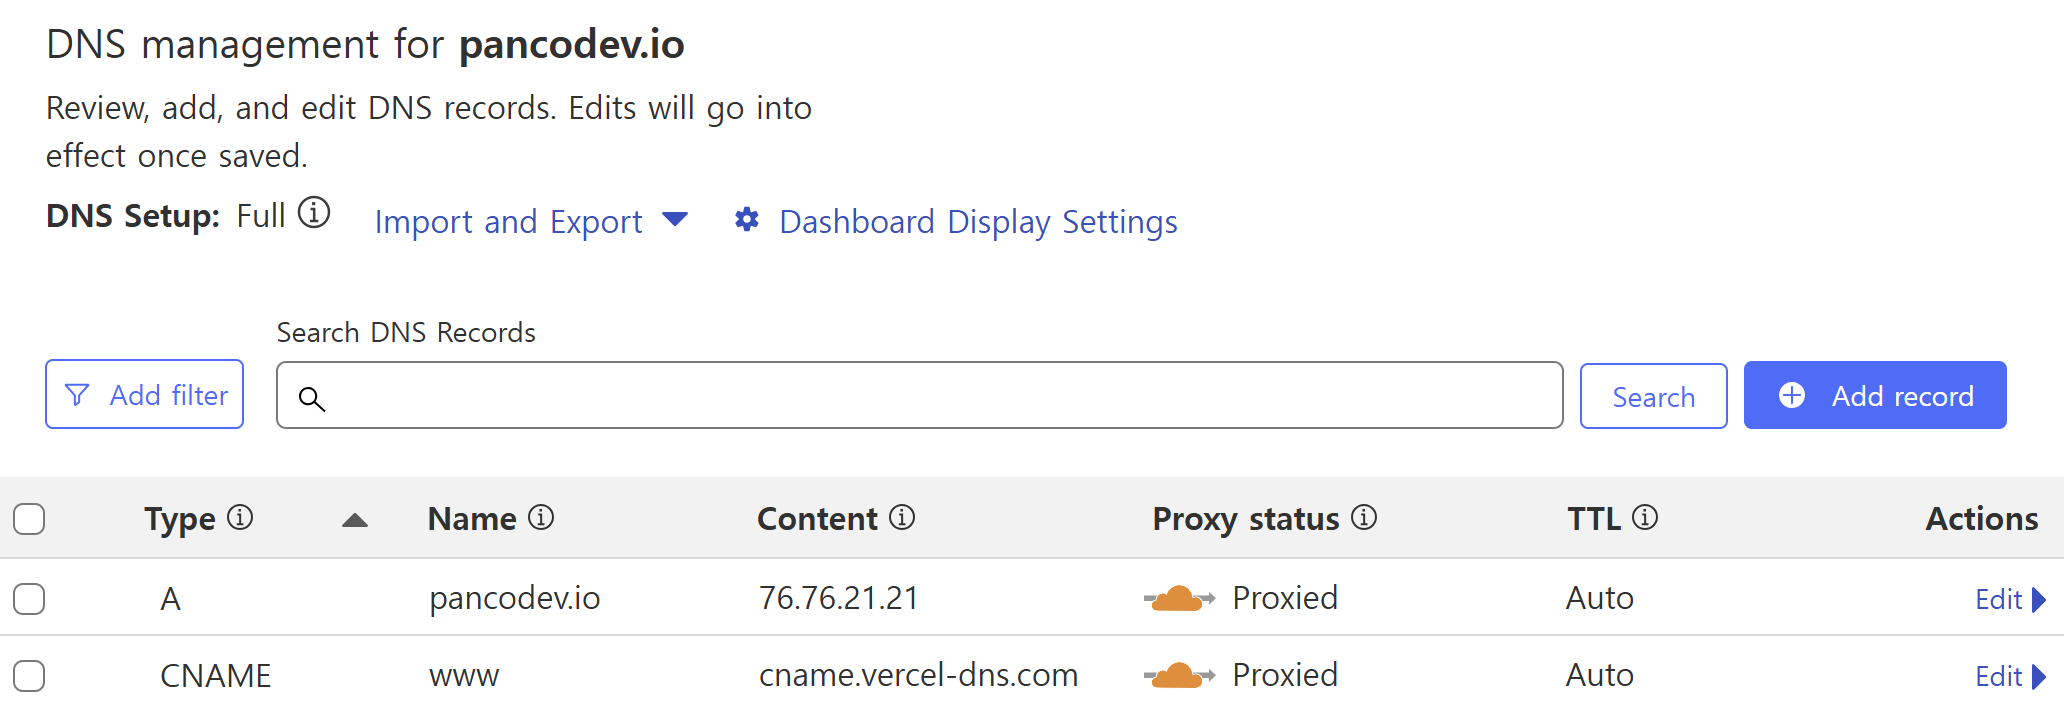 DNS management for pancodev.io
Review, add, and edit DNS records. Edits will go into
effect once saved.
DNS Setup: Full Import and Export Dashboard Display Settings
Search DNS Records
Add filter Search Add record
Type Name Content Proxy status TTL Actions
A pancodev.io 76.76.21.21 Proxied Auto Edit
CNAME www cname.vercel-dns.com Proxied Auto Edit